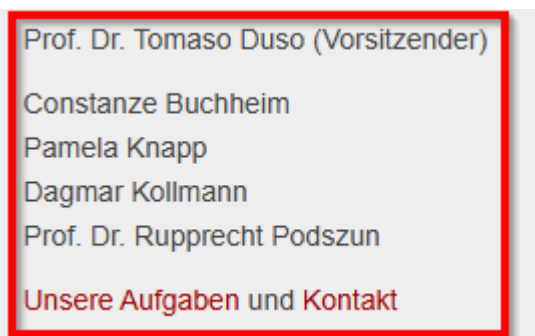 Prof. Dr. Tomaso Duso (Vorsitzender)
Constanze Buchheim
Pamela Knapp
Dagmar Kollmann
Prof. Dr. Rupprecht Podszun
Unsere Aufgaben und Kontakt